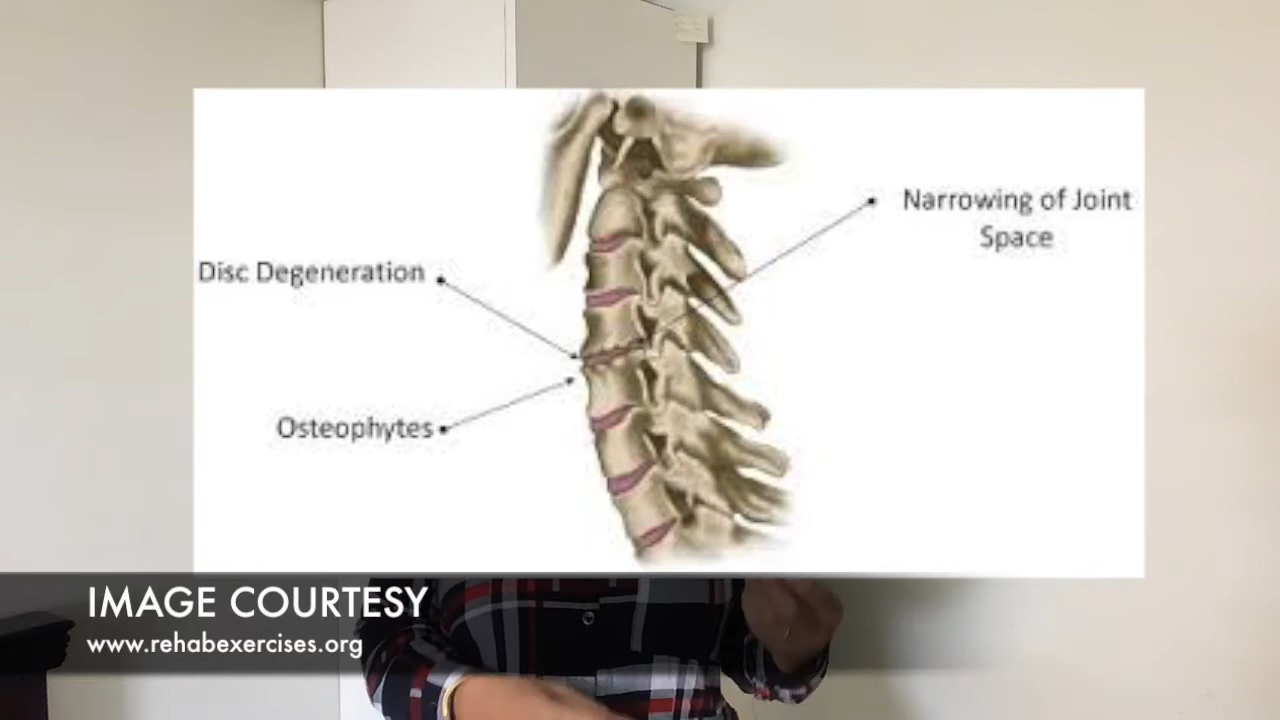 Narrowing of Joint
Space
Disc Degeneration
Osteophytes
IMAGE COURTESY
www.rehabexercises.org